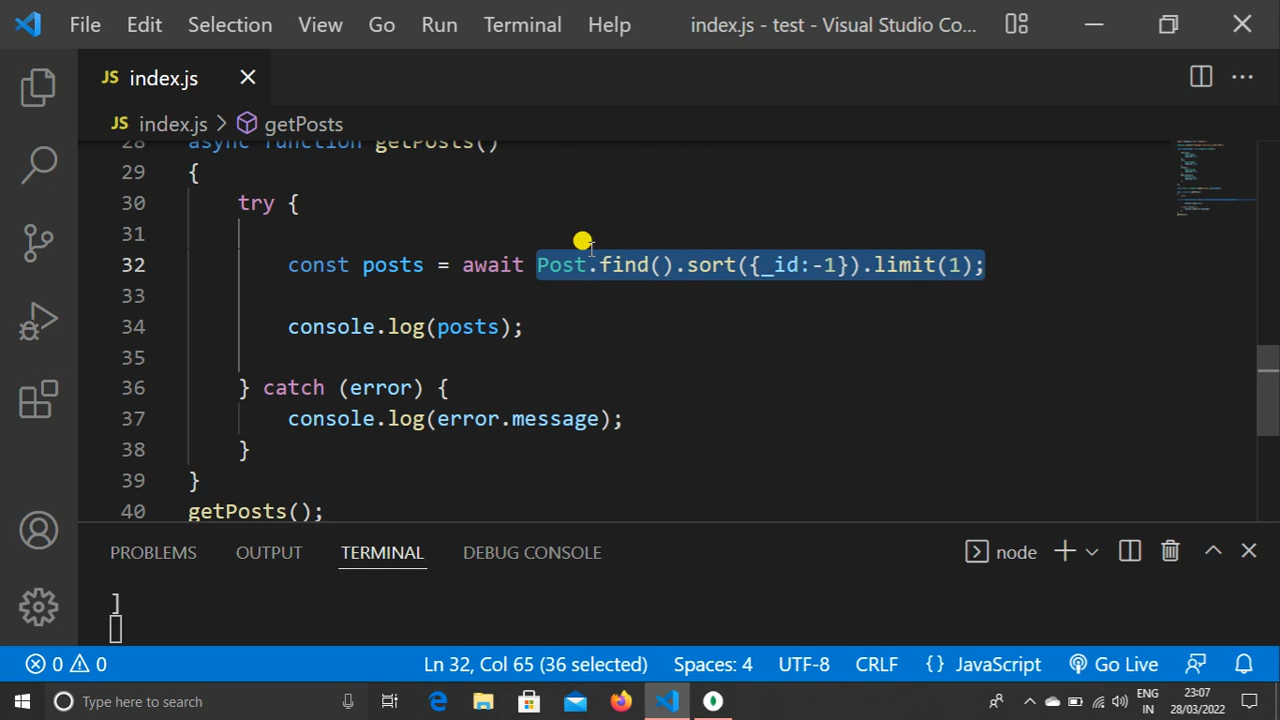 File Edit Selection View Go Run Terminal Help index.js - test - Visual Studio Co...
JS index.js
JS index.js > getPosts
28 async function getPosts()
29 {
30 try {
31
32 const posts = await Post.find().sort({_id:-1}).limit(1);
33
34 console.log(posts);
35
36 } catch (error) {
37 console.log(error.message);
38 }
39 }
40 getPosts();
PROBLEMS OUTPUT TERMINAL DEBUG CONSOLE node
]
0 0 Ln 32, Col 65 (36 selected) Spaces: 4 UTF-8 CRLF {} JavaScript Go Live
Type here to search ENG 23:07
IN 28/03/2022